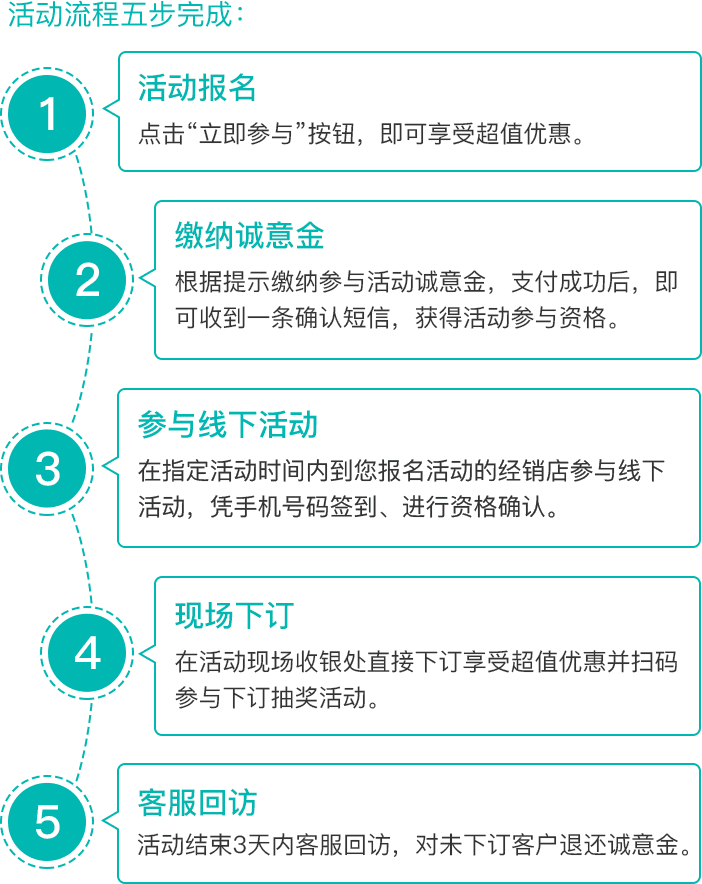 活动流程五步完成：
1
活动报名
点击“立即参与”按钮，即可享受超值优惠。
2
缴纳诚意金
根据提示缴纳参与活动诚意金，支付成功后，即
可收到一条确认短信，获得活动参与资格。
3
参与线下活动
在指定活动时间内到您报名活动的经销店参与线下
活动，凭手机号码签到、进行资格确认。
4
现场下订
在活动现场收银处直接下订享受超值优惠并扫码
参与下订抽奖活动。
5
客服回访
活动结束3天内客服回访，对未下订客户退还诚意金。